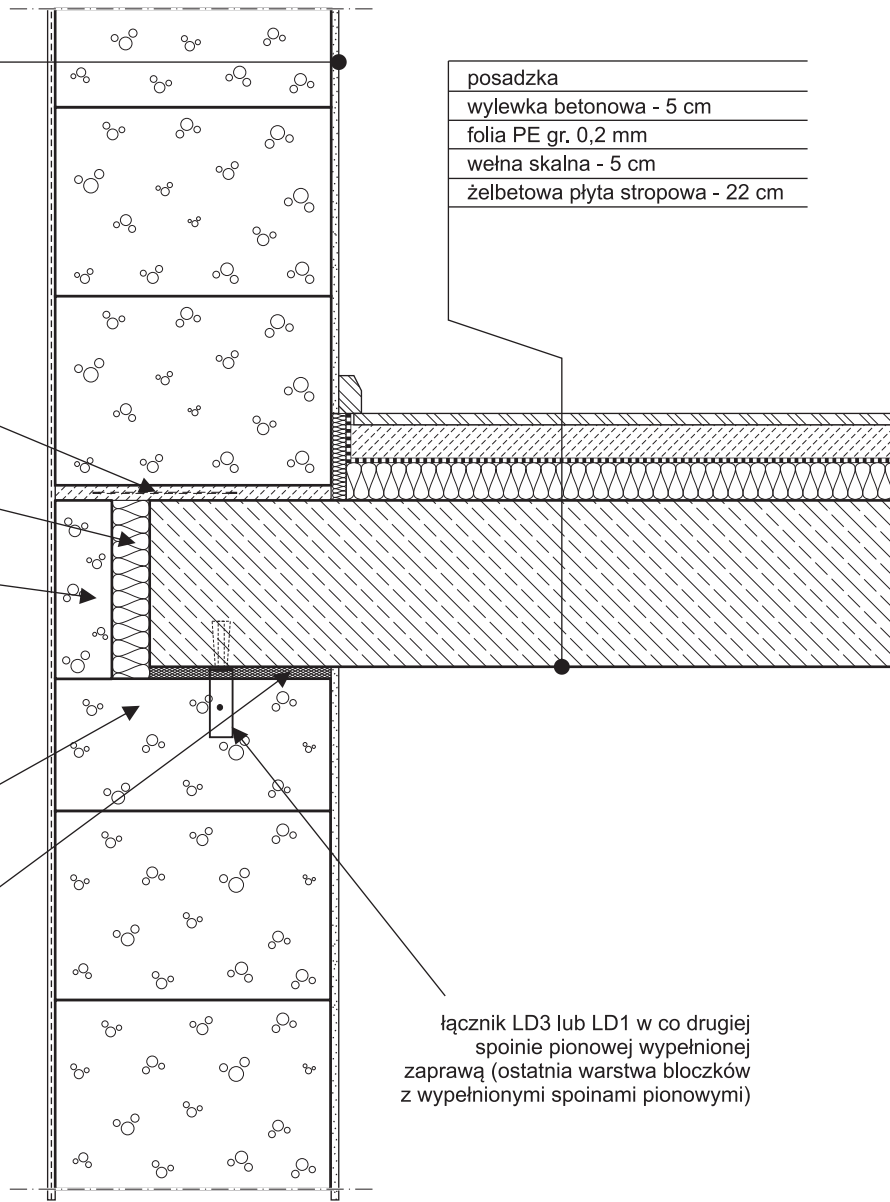 posadzka
wylewka betonowa - 5 cm
folia PE gr. 0,2 mm
wełna skalna - 5 cm
żelbetowa płyta stropowa - 22 cm
łącznik LD3 lub LD1 w co drugiej
spoinie pionowej wypełnionej
zaprawą (ostatnia warstwa bloczków
z wypełnionymi spoinami pionowymi)